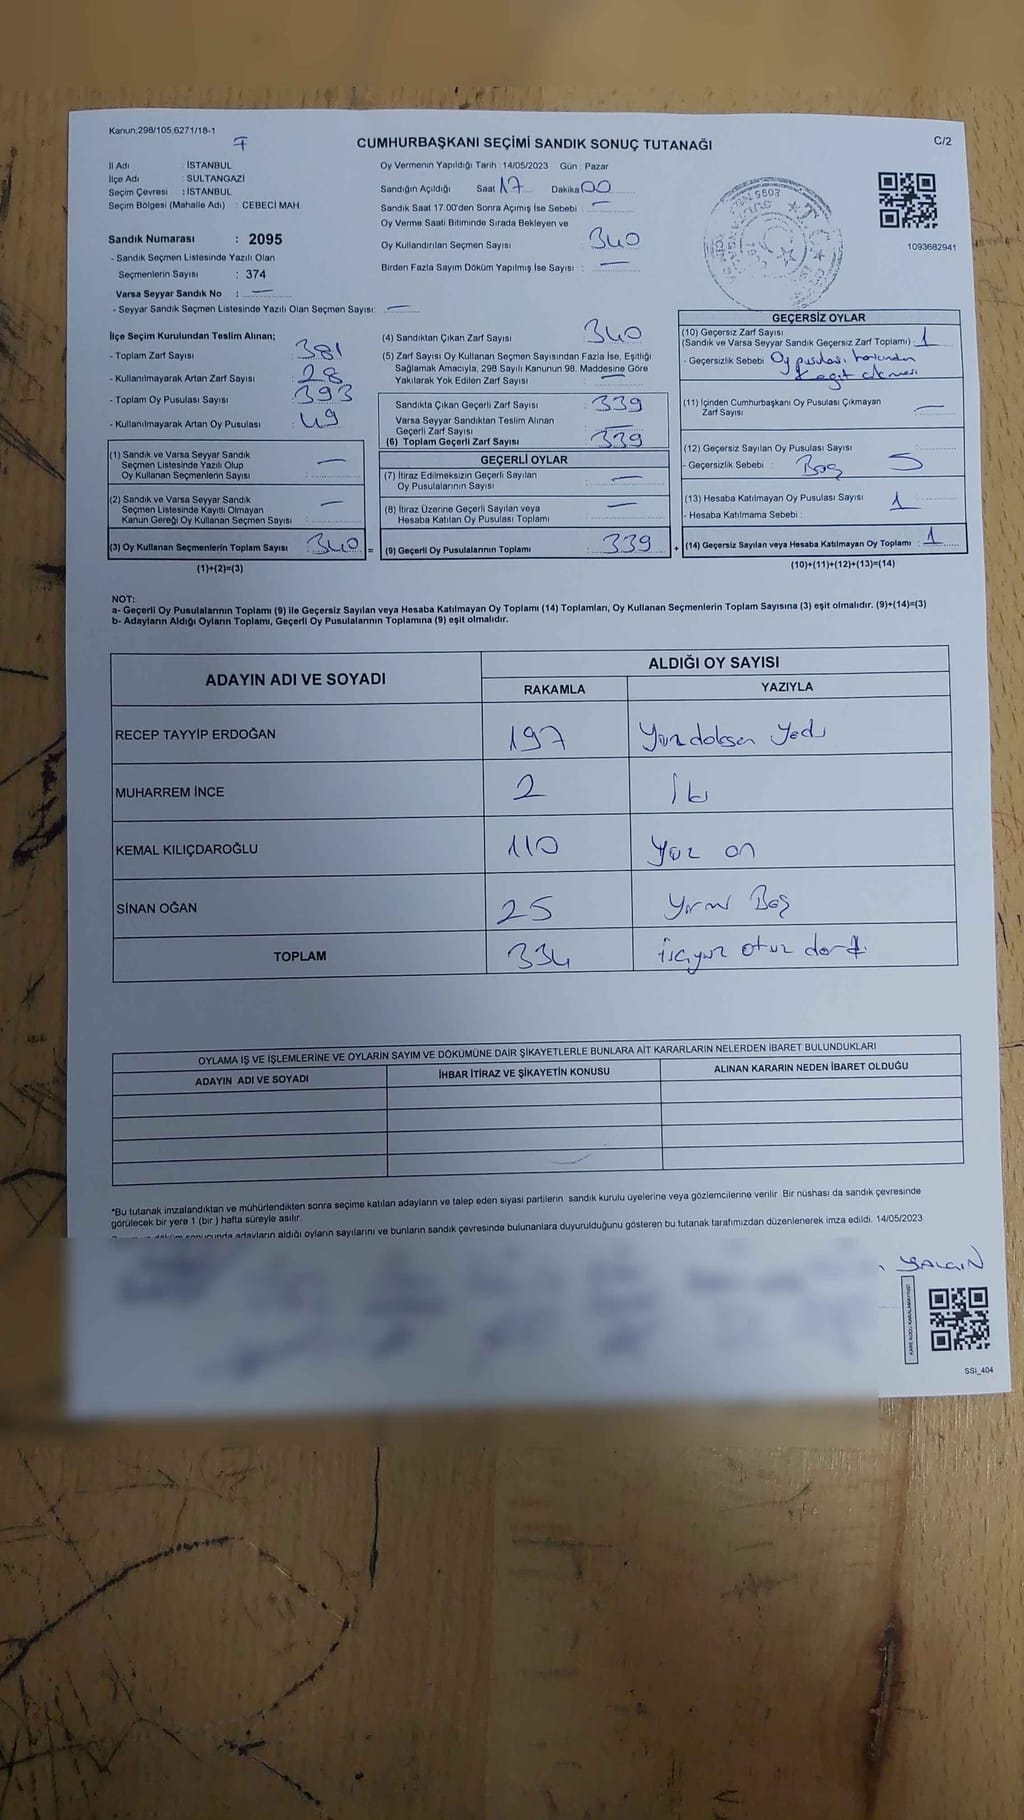 Kanun;298/105,6271/18-1
7
CUMHURBAŞKANI SEÇİMİ SANDIK SONUÇ TUTANAĞI
C/2
İl Adı : İSTANBUL
İlçe Adı : SULTANGAZİ
Seçim Çevresi : İSTANBUL
Seçim Bölgesi (Mahalle Adı) : CEBECİ MAH.
Sandık Numarası : 2095
- Sandık Seçmen Listesinde Yazılı Olan
Seçmenlerin Sayısı : 374
Varsa Seyyar Sandık No : —
- Seyyar Sandık Seçmen Listesinde Yazılı Olan Seçmen Sayısı: —
Oy Vermenin Yapıldığı Tarih : 14/05/2023 Gün : Pazar
Sandığın Açıldığı Saat 17 Dakika 00
Sandık Saat 17.00'den Sonra Açımış İse Sebebi : —
Oy Verme Saati Bitiminde Sırada Bekleyen ve
Oy Kullandırılan Seçmen Sayısı 340
Birden Fazla Sayım Döküm Yapılmış İse Sayısı : —
1093682941
İlçe Seçim Kurulundan Teslim Alınan;
- Toplam Zarf Sayısı : 381
- Kullanılmayarak Artan Zarf Sayısı : 28
- Toplam Oy Pusulası Sayısı : 393
- Kullanılmayarak Artan Oy Pusulası : 49
(1) Sandık ve Varsa Seyyar Sandık
Seçmen Listesinde Yazılı Olup
Oy Kullanan Seçmenlerin Sayısı : —
(2) Sandık ve Varsa Seyyar Sandık
Seçmen Listesinde Kayıtlı Olmayan
Kanun Gereği Oy Kullanan Seçmen Sayısı : —
(3) Oy Kullanan Seçmenlerin Toplam Sayısı : 340 =
(1)+(2)=(3)
(4) Sandıktan Çıkan Zarf Sayısı : 340
(5) Zarf Sayısı Oy Kullanan Seçmen Sayısından Fazla İse, Eşitliği
Sağlamak Amacıyla, 298 Sayılı Kanunun 98. Maddesine Göre
Yakılarak Yok Edilen Zarf Sayısı : —
Sandıkta Çıkan Geçerli Zarf Sayısı : 339
Varsa Seyyar Sandıktan Teslim Alınan
Geçerli Zarf Sayısı : —
(6) Toplam Geçerli Zarf Sayısı : 339
GEÇERLİ OYLAR
(7) İtiraz Edilmeksizin Geçerli Sayılan
Oy Pusulalarının Sayısı : —
(8) İtiraz Üzerine Geçerli Sayılan veya
Hesaba Katılan Oy Pusulası Toplamı : —
(9) Geçerli Oy Pusulalarının Toplamı : 339 +
GEÇERSİZ OYLAR
(10) Geçersiz Zarf Sayısı
(Sandık ve Varsa Seyyar Sandık Geçersiz Zarf Toplamı) : 1
- Geçersizlik Sebebi : Oy pusulası
(11) İçinden Cumhurbaşkanı Oy Pusulası Çıkmayan
Zarf Sayısı : —
(12) Geçersiz Sayılan Oy Pusulası Sayısı : 5
- Geçersizlik Sebebi : Boş
(13) Hesaba Katılmayan Oy Pusulası Sayısı : 1
- Hesaba Katılmama Sebebi :
(14) Geçersiz Sayılan veya Hesaba Katılmayan Oy Toplamı : 1
(10)+(11)+(12)+(13)=(14)
NOT:
a- Geçerli Oy Pusulalarının Toplamı (9) ile Geçersiz Sayılan veya Hesaba Katılmayan Oy Toplamı (14) Toplamları, Oy Kullanan Seçmenlerin Toplam Sayısına (3) eşit olmalıdır. (9)+(14)=(3)
b- Adayların Aldığı Oyların Toplamı, Geçerli Oy Pusulalarının Toplamına (9) eşit olmalıdır.
ADAYIN ADI VE SOYADI
ALDIĞI OY SAYISI
RAKAMLA YAZIYLA
RECEP TAYYİP ERDOĞAN 197 Yüzdoksan Yedi
MUHARREM İNCE 2 İki
KEMAL KILIÇDAROĞLU 110 Yüz on
SİNAN OĞAN 25 Yirmi Beş
TOPLAM 334 üçyüz otuz dört
OYLAMA İŞ VE İŞLEMLERİNE VE OYLARIN SAYIM VE DÖKÜMÜNE DAİR ŞİKAYETLERLE BUNLARA AİT KARARLARIN NELERDEN İBARET BULUNDUKLARI
ADAYIN ADI VE SOYADI İHBAR İTİRAZ VE ŞİKAYETİN KONUSU ALINAN KARARIN NEDEN İBARET OLDUĞU
*Bu tutanak imzalandıktan ve mühürlendikten sonra seçime katılan adayların ve talep eden siyasi partilerin sandık kurulu üyelerine veya gözlemcilerine verilir. Bir nüshası da sandık çevresinde
görülecek bir yere 1 (bir) hafta süreyle asılır.
döküm sonucunda adayların aldığı oyların sayılarını ve bunların sandık çevresinde bulunanlara duyurulduğunu gösteren bu tutanak tarafımızdan düzenlenerek imza edildi. 14/05/2023
YALÇIN
KARE KODU KARALAMAYINIZ!
SSI_404